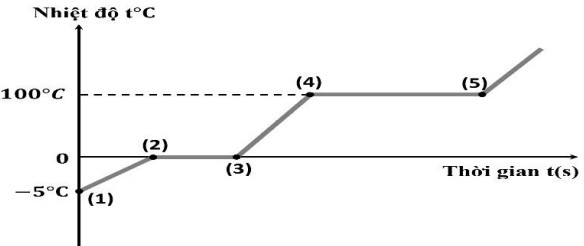 Nhiệt độ t°C
(4)
(5)
100°C
(2)
0
(3)
Thời gian t(s)
−5°C
(1)